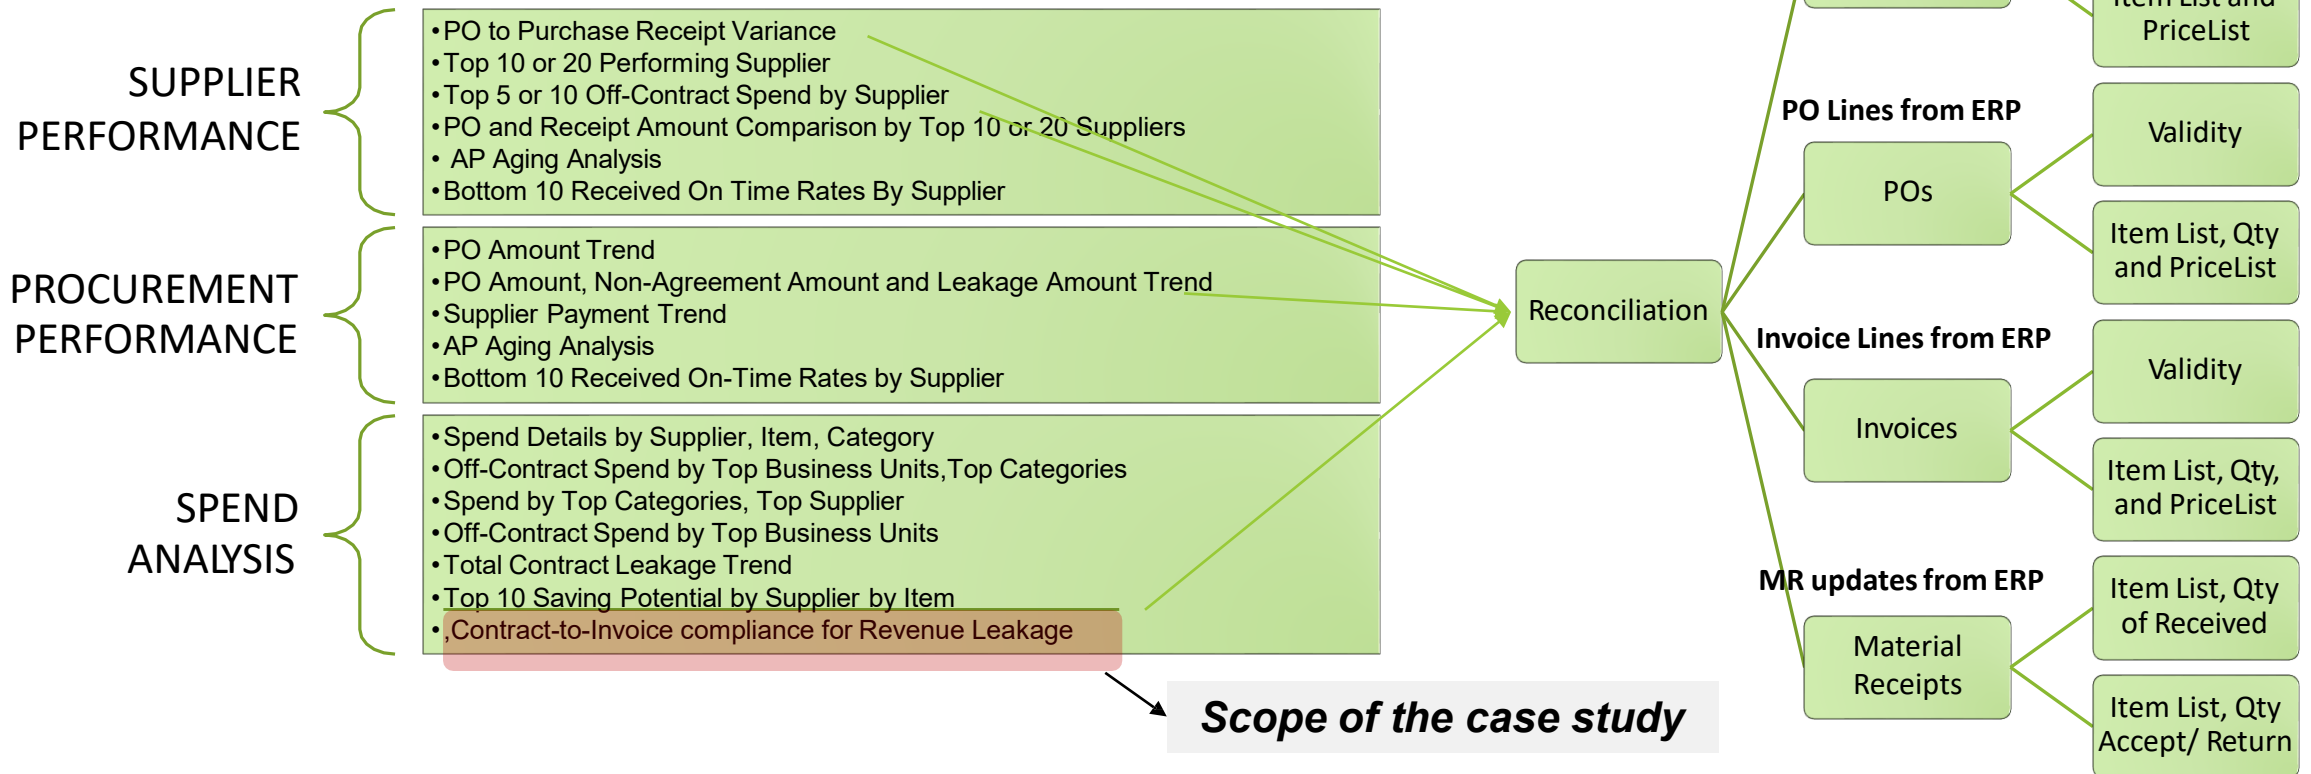 SUPPLIER
PERFORMANCE
•PO to Purchase Receipt Variance
•Top 10 or 20 Performing Supplier
•Top 5 or 10 Off-Contract Spend by Supplier
•PO and Receipt Amount Comparison by Top 10 or 20 Suppliers
• AP Aging Analysis
•Bottom 10 Received On Time Rates By Supplier
PROCUREMENT
PERFORMANCE
•PO Amount Trend
•PO Amount, Non-Agreement Amount and Leakage Amount Trend
•Supplier Payment Trend
•AP Aging Analysis
•Bottom 10 Received On-Time Rates by Supplier
SPEND
ANALYSIS
•Spend Details by Supplier, Item, Category
•Off-Contract Spend by Top Business Units,Top Categories
•Spend by Top Categories, Top Supplier
•Off-Contract Spend by Top Business Units
•Total Contract Leakage Trend
•Top 10 Saving Potential by Supplier by Item
•,Contract-to-Invoice compliance for Revenue Leakage
Scope of the case study
Reconciliation
Item List and
PriceList
PO Lines from ERP
POs
Validity
Item List, Qty
and PriceList
Invoice Lines from ERP
Invoices
Validity
Item List, Qty,
and PriceList
MR updates from ERP
Material
Receipts
Item List, Qty
of Received
Item List, Qty
Accept/ Return